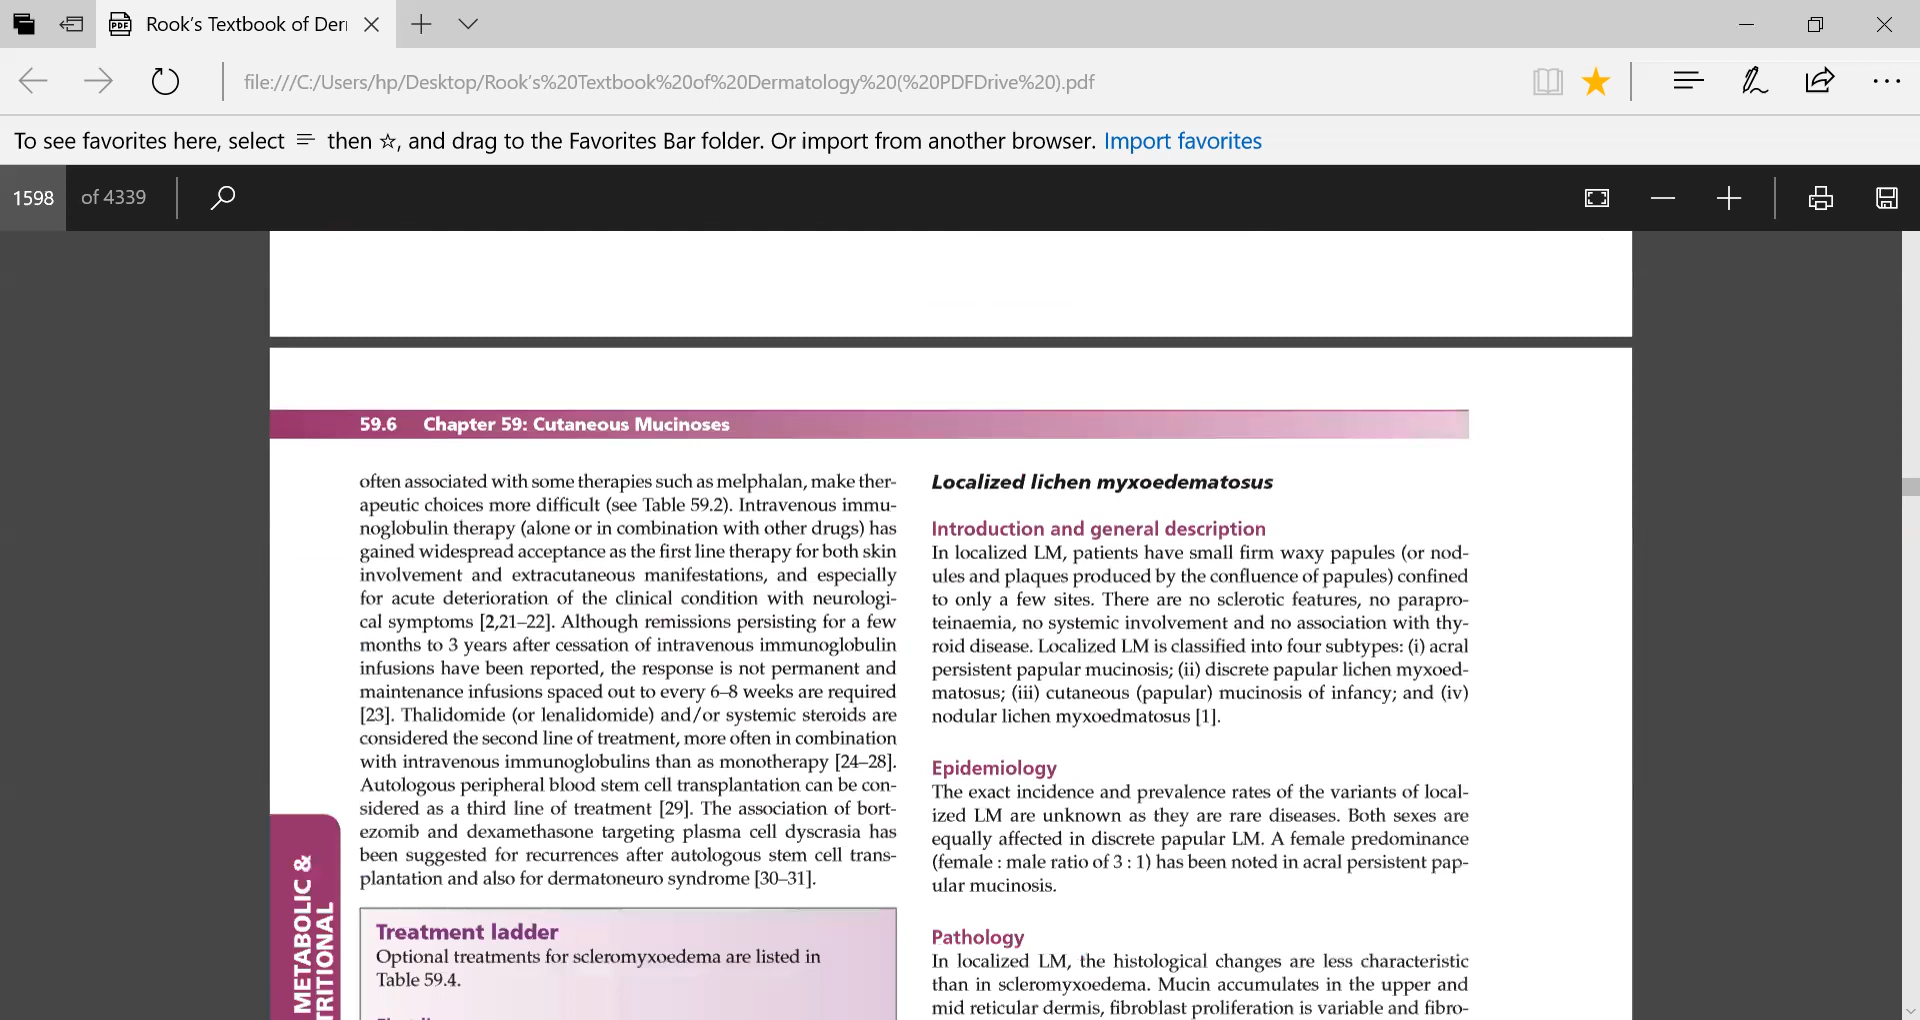 Rook's Textbook of Der
file:///C:/Users/hp/Desktop/Rook's%20Textbook%20of%20Dermatology%20(%20PDFDrive%20).pdf
To see favorites here, select then ☆, and drag to the Favorites Bar folder. Or import from another browser. Import favorites
1598 of 4339
59.6 Chapter 59: Cutaneous Mucinoses
often associated with some therapies such as melphalan, make ther-
apeutic choices more difficult (see Table 59.2). Intravenous immu-
noglobulin therapy (alone or in combination with other drugs) has
gained widespread acceptance as the first line therapy for both skin
involvement and extracutaneous manifestations, and especially
for acute deterioration of the clinical condition with neurologi-
cal symptoms [2,21–22]. Although remissions persisting for a few
months to 3 years after cessation of intravenous immunoglobulin
infusions have been reported, the response is not permanent and
maintenance infusions spaced out to every 6–8 weeks are required
[23]. Thalidomide (or lenalidomide) and/or systemic steroids are
considered the second line of treatment, more often in combination
with intravenous immunoglobulins than as monotherapy [24–28].
Autologous peripheral blood stem cell transplantation can be con-
sidered as a third line of treatment [29]. The association of bort-
ezomib and dexamethasone targeting plasma cell dyscrasia has
been suggested for recurrences after autologous stem cell trans-
plantation and also for dermatoneuro syndrome [30–31].
Treatment ladder
Optional treatments for scleromyxoedema are listed in
Table 59.4.
METABOLIC &
TRITIONAL
Localized lichen myxoedematosus
Introduction and general description
In localized LM, patients have small firm waxy papules (or nod-
ules and plaques produced by the confluence of papules) confined
to only a few sites. There are no sclerotic features, no parapro-
teinaemia, no systemic involvement and no association with thy-
roid disease. Localized LM is classified into four subtypes: (i) acral
persistent papular mucinosis; (ii) discrete papular lichen myxoed-
matosus; (iii) cutaneous (papular) mucinosis of infancy; and (iv)
nodular lichen myxoedmatosus [1].
Epidemiology
The exact incidence and prevalence rates of the variants of local-
ized LM are unknown as they are rare diseases. Both sexes are
equally affected in discrete papular LM. A female predominance
(female : male ratio of 3 : 1) has been noted in acral persistent pap-
ular mucinosis.
Pathology
In localized LM, the histological changes are less characteristic
than in scleromyxoedema. Mucin accumulates in the upper and
mid reticular dermis, fibroblast proliferation is variable and fibro-